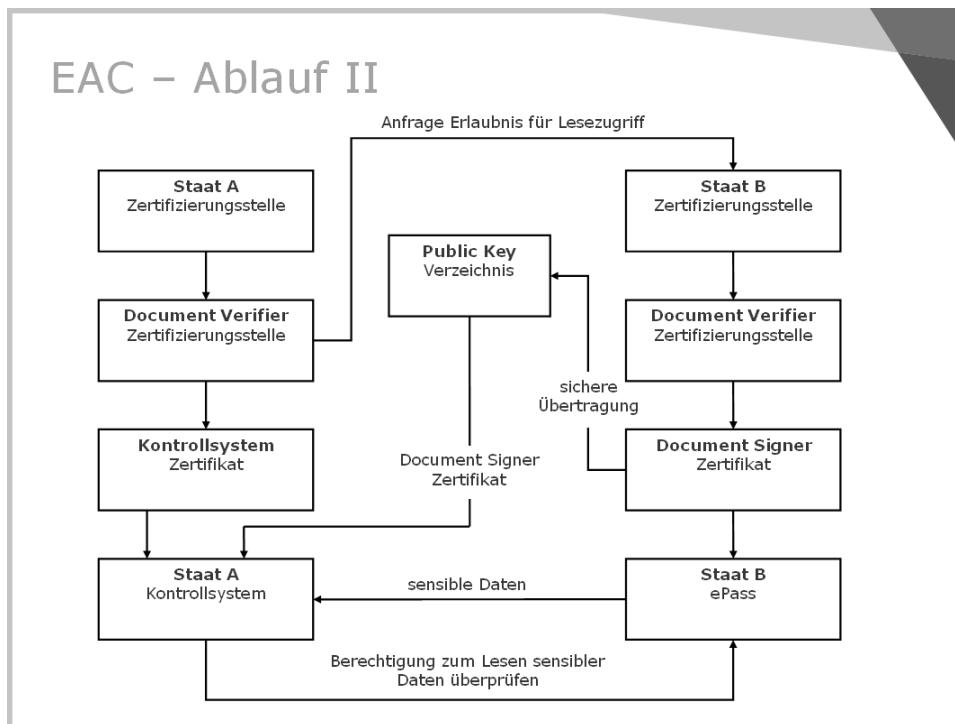 EAC – Ablauf II
Anfrage Erlaubnis für Lesezugriff
Staat A
Zertifizierungsstelle
Staat B
Zertifizierungsstelle
Public Key
Verzeichnis
Document Verifier
Zertifizierungsstelle
Document Verifier
Zertifizierungsstelle
sichere
Übertragung
Kontrollsystem
Zertifikat
Document Signer
Zertifikat
Document Signer
Zertifikat
Staat A
Kontrollsystem
sensible Daten
Staat B
ePass
Berechtigung zum Lesen sensibler
Daten überprüfen